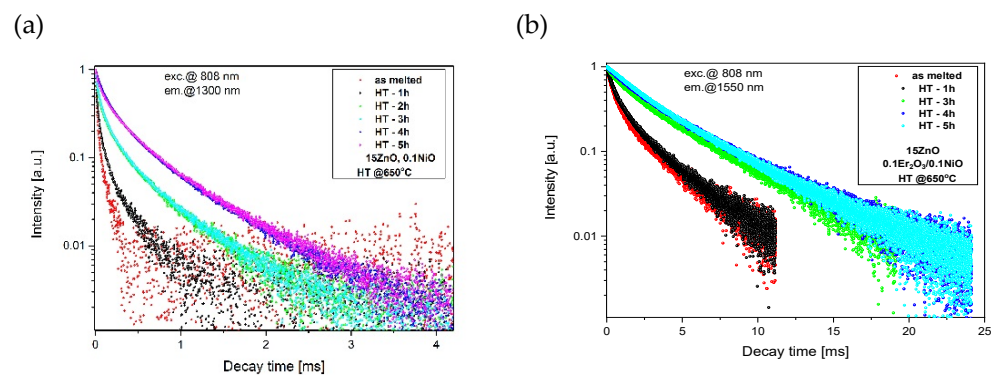 (a)
(b)
exc.@ 808 nm
em.@1300 nm
as melted
HT - 1h
HT - 2h
HT - 3h
HT - 4h
HT - 5h
15ZnO, 0.1NiO
HT @650°C
1
0.1
0.01
Intensity [a.u.]
0 1 2 3 4
Decay time [ms]
exc.@ 808 nm
em.@1550 nm
as melted
HT - 1h
HT - 3h
HT - 4h
HT - 5h
15ZnO
0.1Er₂O₃/0.1NiO
HT @650°C
1
0.1
0.01
Intensity [a.u.]
0 5 10 15 20 25
Decay time [ms]